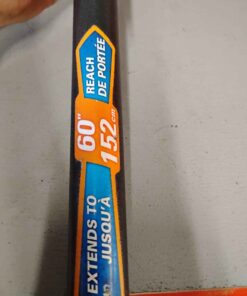 EXTENDS TO
JUSQU'À
60"
152 cm
REACH
DE PORTÉE